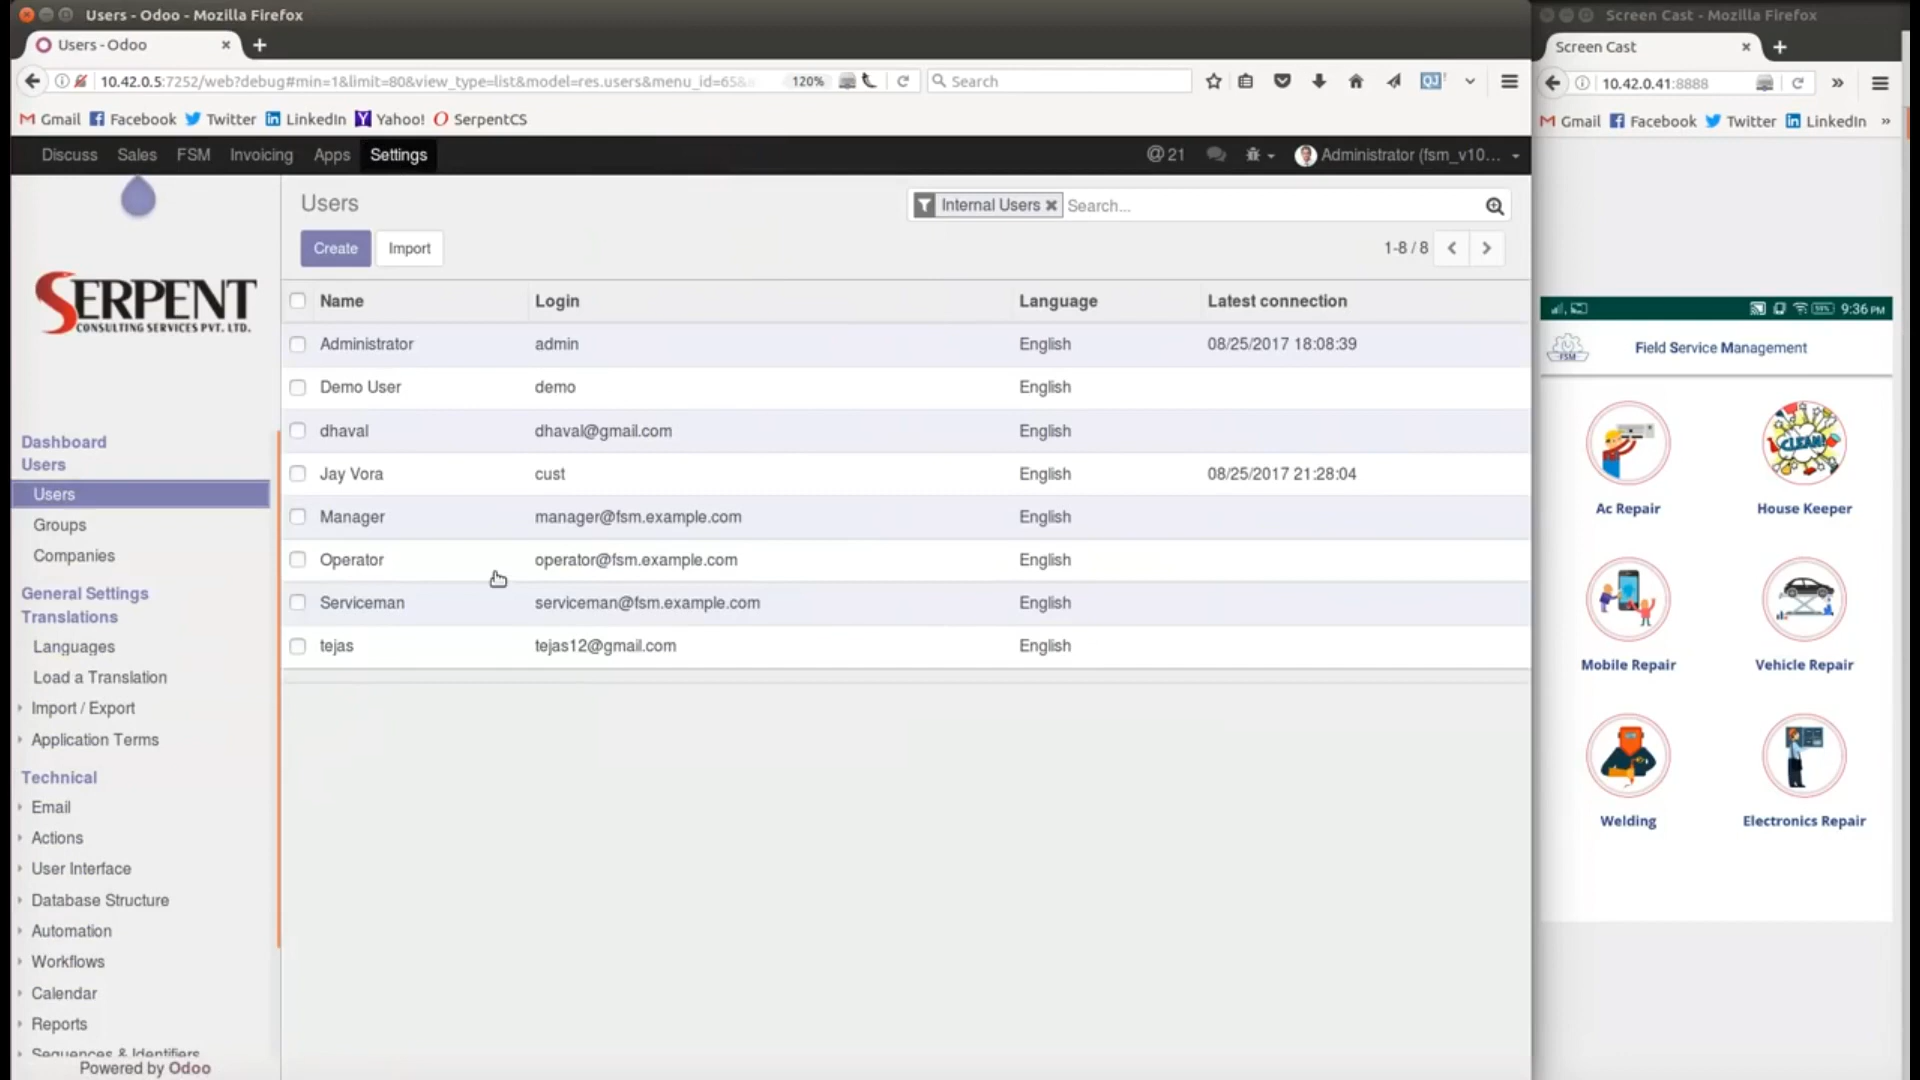 Users - Odoo - Mozilla Firefox
Users - Odoo
10.42.0.5:7252/web?debug#min=1&limit=80&view_type=list&model=res.users&menu_id=65&a
120%
Search
Gmail Facebook Twitter LinkedIn Yahoo! SerpentCS
Discuss Sales FSM Invoicing Apps Settings
@ 21
Administrator (fsm_v10...
SERPENT
CONSULTING SERVICES PVT. LTD.
Dashboard
Users
Users
Groups
Companies
General Settings
Translations
Languages
Load a Translation
Import / Export
Application Terms
Technical
Email
Actions
User Interface
Database Structure
Automation
Workflows
Calendar
Reports
Sequences & Identifiers
Powered by Odoo
Users
Internal Users
Search...
Create Import
1-8 / 8
Name Login Language Latest connection
Administrator admin English 08/25/2017 18:08:39
Demo User demo English
dhaval dhaval@gmail.com English
Jay Vora cust English 08/25/2017 21:28:04
Manager manager@fsm.example.com English
Operator operator@fsm.example.com English
Serviceman serviceman@fsm.example.com English
tejas tejas12@gmail.com English
Screen Cast - Mozilla Firefox
Screen Cast
10.42.0.41:8888
Gmail Facebook Twitter LinkedIn
9:36 PM
FSM
Field Service Management
CLEAN!
Ac Repair House Keeper
Mobile Repair Vehicle Repair
Welding Electronics Repair